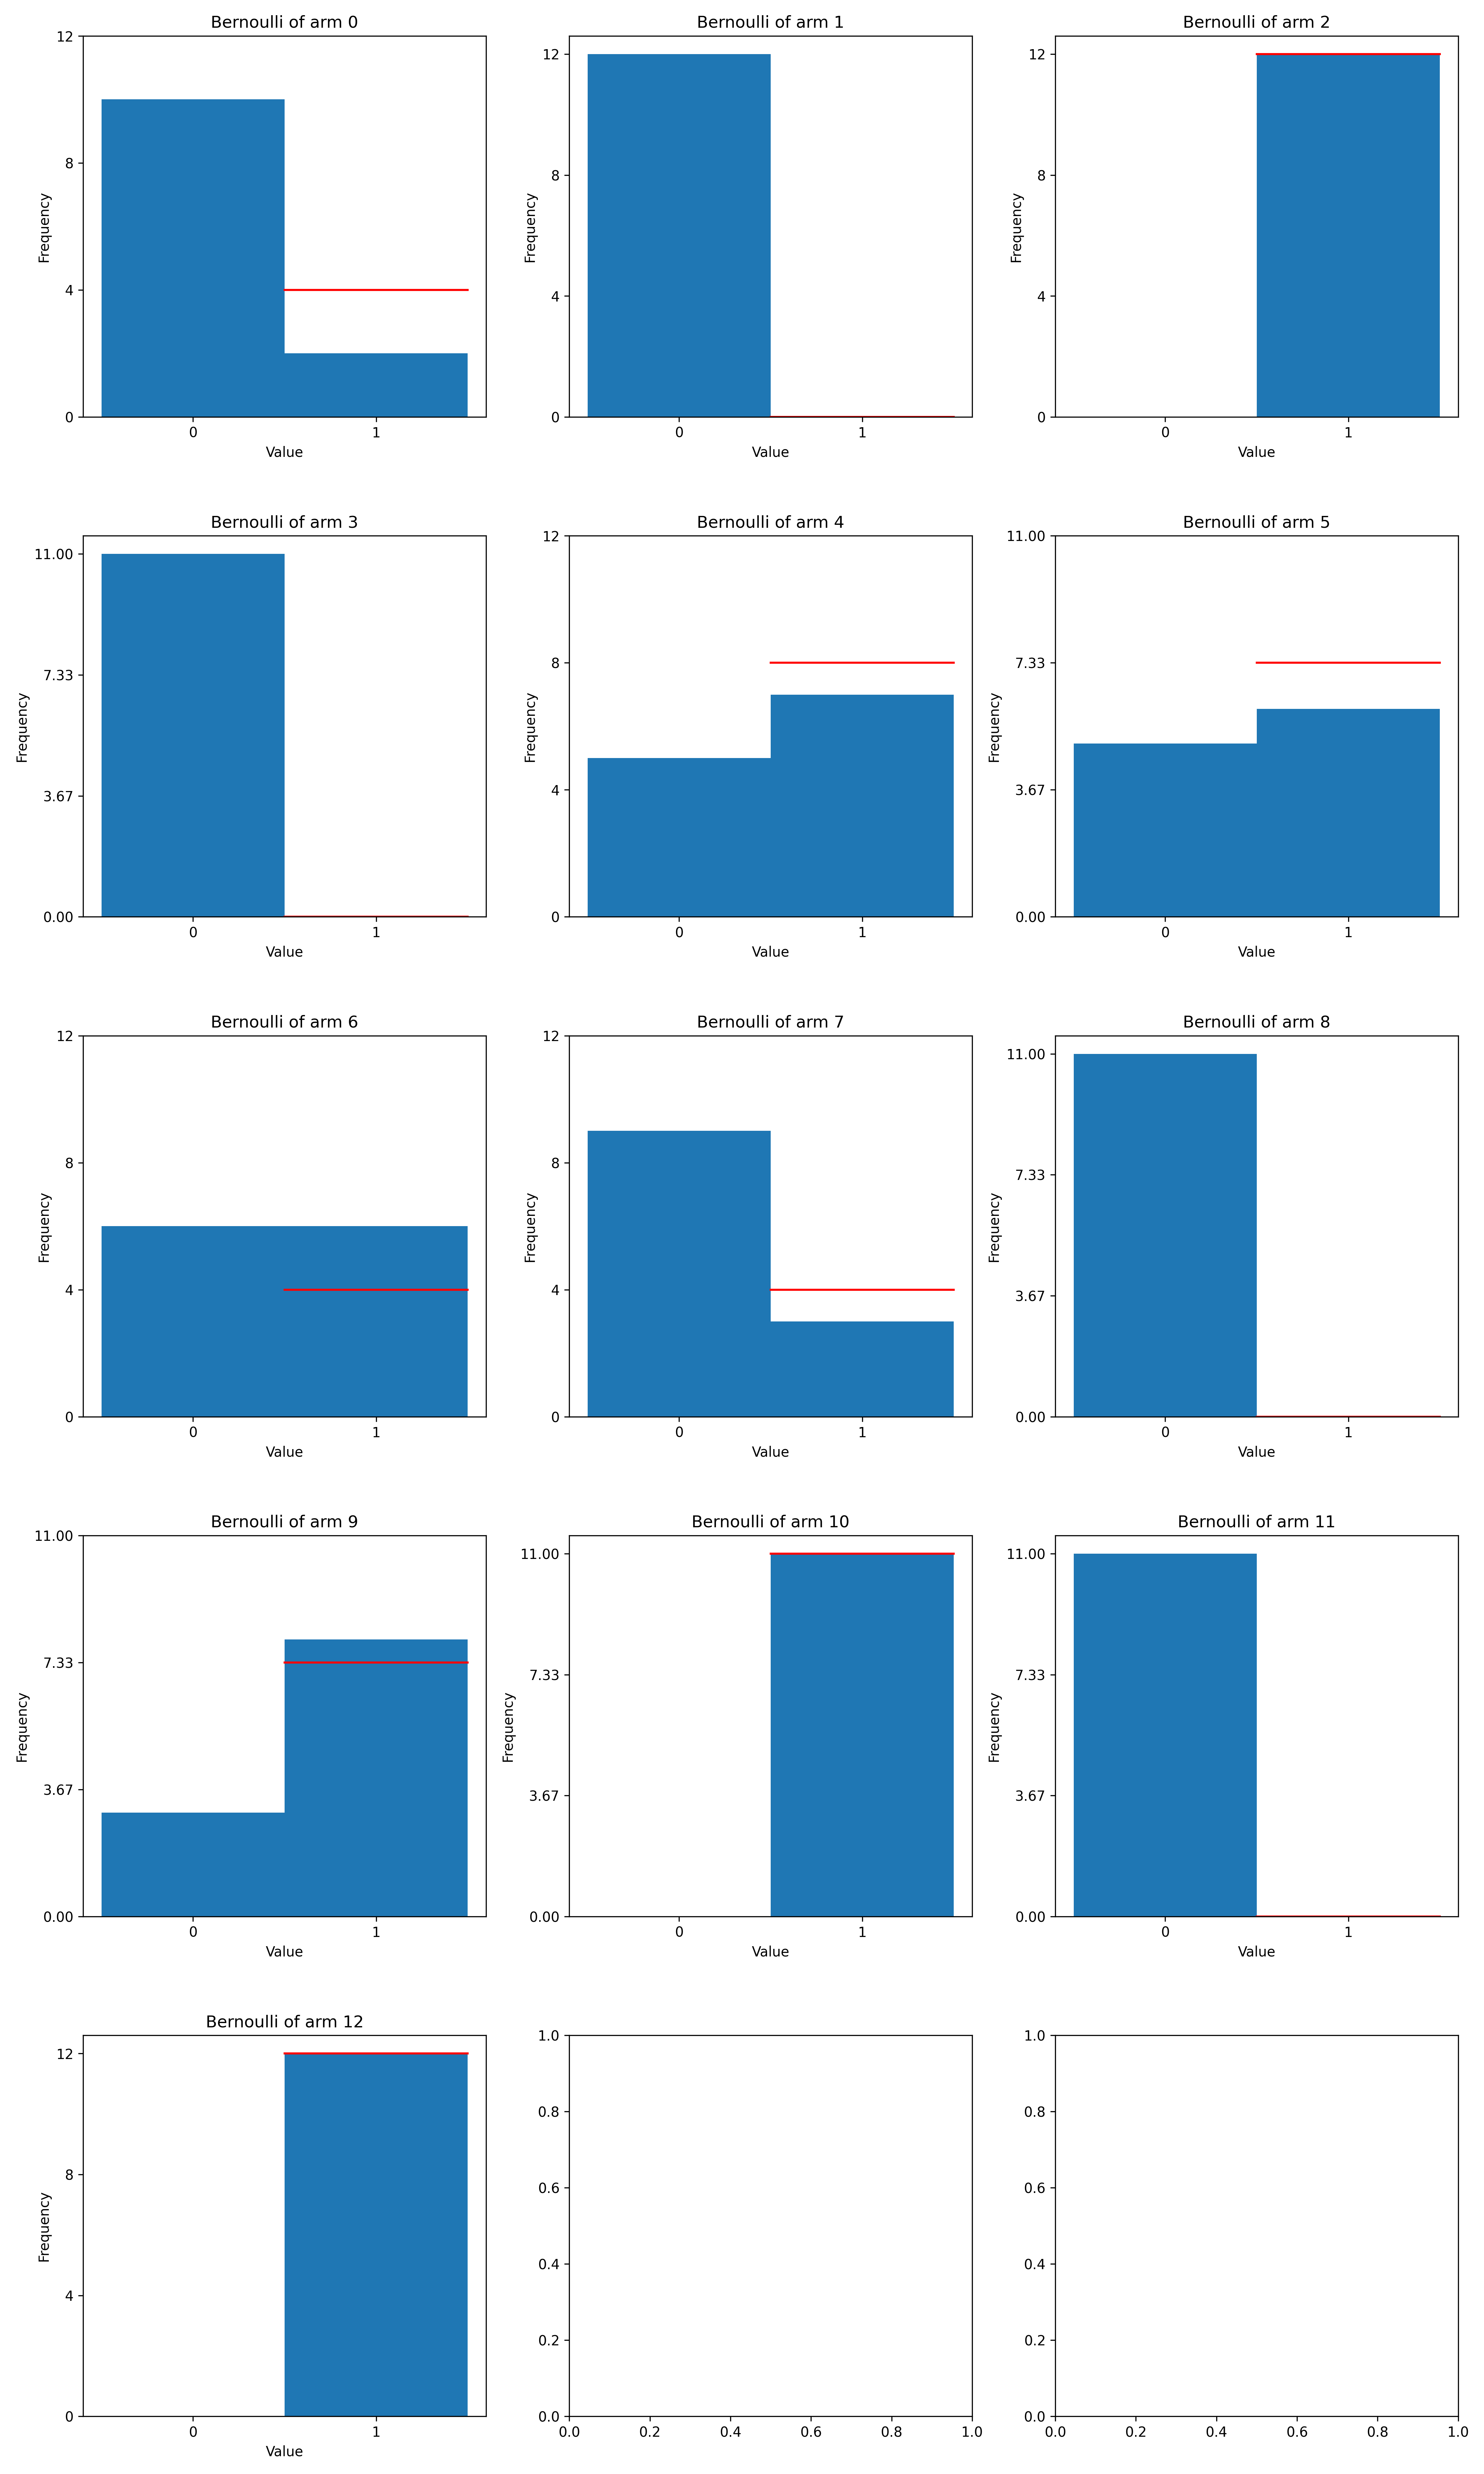 Bernoulli of arm 0
12
8
4
0
Frequency
0 1
Value
Bernoulli of arm 1
12
8
4
0
Frequency
0 1
Value
Bernoulli of arm 2
12
8
4
0
Frequency
0 1
Value
Bernoulli of arm 3
11.00
7.33
3.67
0.00
Frequency
0 1
Value
Bernoulli of arm 4
12
8
4
0
Frequency
0 1
Value
Bernoulli of arm 5
11.00
7.33
3.67
0.00
Frequency
0 1
Value
Bernoulli of arm 6
12
8
4
0
Frequency
0 1
Value
Bernoulli of arm 7
12
8
4
0
Frequency
0 1
Value
Bernoulli of arm 8
11.00
7.33
3.67
0.00
Frequency
0 1
Value
Bernoulli of arm 9
11.00
7.33
3.67
0.00
Frequency
0 1
Value
Bernoulli of arm 10
11.00
7.33
3.67
0.00
Frequency
0 1
Value
Bernoulli of arm 11
11.00
7.33
3.67
0.00
Frequency
0 1
Value
Bernoulli of arm 12
12
8
4
0
Frequency
0 1
Value
1.0
0.8
0.6
0.4
0.2
0.0
0.0 0.2 0.4 0.6 0.8 1.0
1.0
0.8
0.6
0.4
0.2
0.0
0.0 0.2 0.4 0.6 0.8 1.0